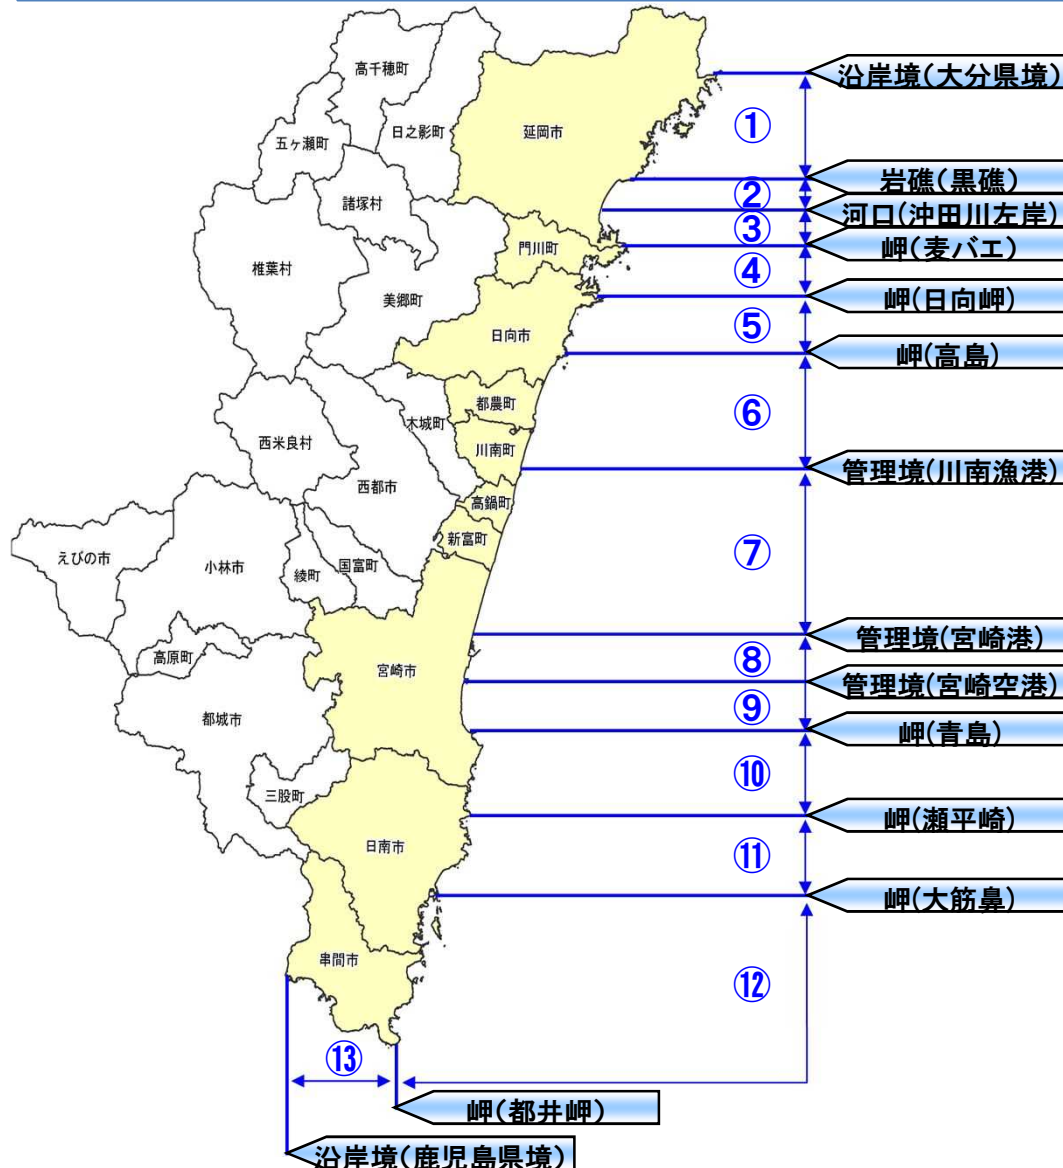 高千穂町
沿岸境(大分県境)
日之影町
延岡市
①
五ヶ瀬町
岩礁(黒礁)
②
諸塚村
河口(沖田川左岸)
③
門川町
岬(麦バエ)
椎葉村
④
美郷町
岬(日向岬)
⑤
日向市
岬(高島)
都農町
木城町
⑥
西米良村
川南町
管理境(川南漁港)
西都市
高鍋町
新富町
⑦
えびの市
小林市
綾町
国富町
管理境(宮崎港)
高原町
⑧
宮崎市
管理境(宮崎空港)
⑨
都城市
岬(青島)
⑩
三股町
岬(瀬平崎)
日南市
⑪
岬(大筋鼻)
串間市
⑫
⑬
岬(都井岬)
沿岸境(鹿児島県境)